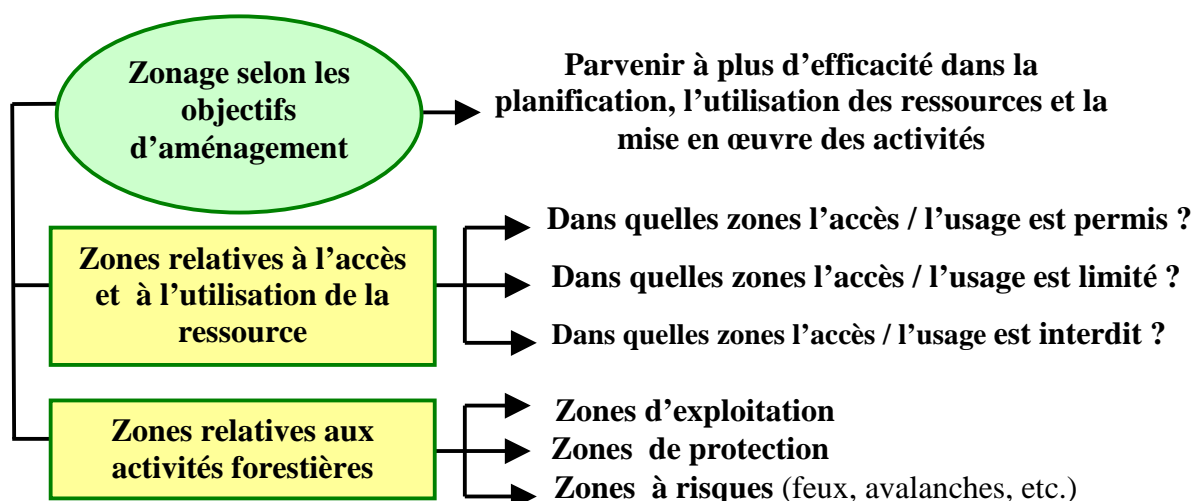 Zonage selon les
objectifs
d’aménagement
Parvenir à plus d’efficacité dans la
planification, l’utilisation des ressources et la
mise en œuvre des activités
Zones relatives à l’accès
et à l’utilisation de la
ressource
Dans quelles zones l’accès / l’usage est permis ?
Dans quelles zones l’accès / l’usage est limité ?
Dans quelles zones l’accès / l’usage est interdit ?
Zones relatives aux
activités forestières
Zones d’exploitation
Zones de protection
Zones à risques (feux, avalanches, etc.)